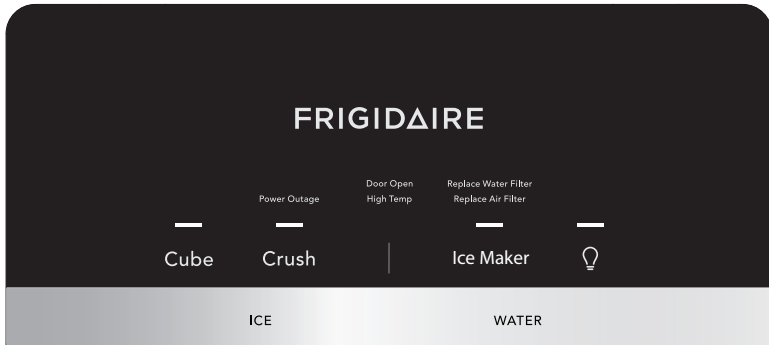 FRIGIDAIRE
Door Open Replace Water Filter
Power Outage High Temp Replace Air Filter
Cube Crush Ice Maker
ICE WATER